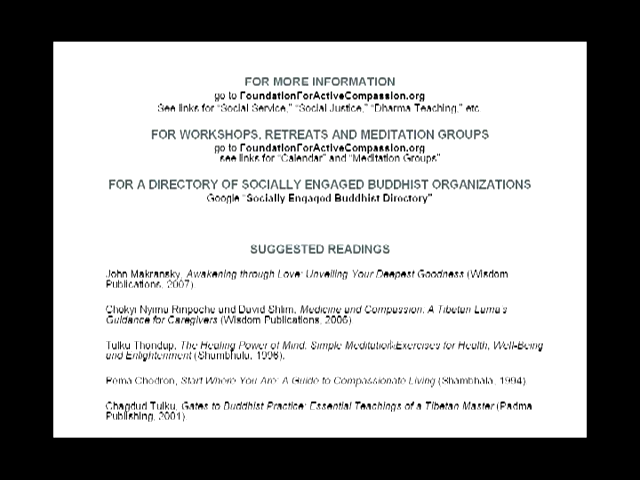 FOR MORE INFORMATION
go to FoundationForActiveCompassion.org
See links for "Social Service," "Social Justice," "Dharma Teaching," etc.
FOR WORKSHOPS, RETREATS AND MEDITATION GROUPS
go to FoundationForActiveCompassion.org
see links for "Calendar" and "Meditation Groups"
FOR A DIRECTORY OF SOCIALLY ENGAGED BUDDHIST ORGANIZATIONS
Google "Socially Engaged Buddhist Directory"
SUGGESTED READINGS
John Makransky, Awakening through Love: Unveiling Your Deepest Goodness (Wisdom
Publications, 2007).
Chokyi Nyima Rinpoche und David Shlim, Medicine and Compassion: A Tibetan Lama's
Guidance for Caregivers (Wisdom Publications, 2006).
Tulku Thondup, The Healing Power of Mind: Simple Meditation Exercises for Health, Well-Being
and Enlightenment (Shambhala, 1996).
Pema Chodron, Start Where You Are: A Guide to Compassionate Living (Shambhala, 1994).
Chagdud Tulku, Gates to Buddhist Practice: Essential Teachings of a Tibetan Master (Padma
Publishing, 2001).